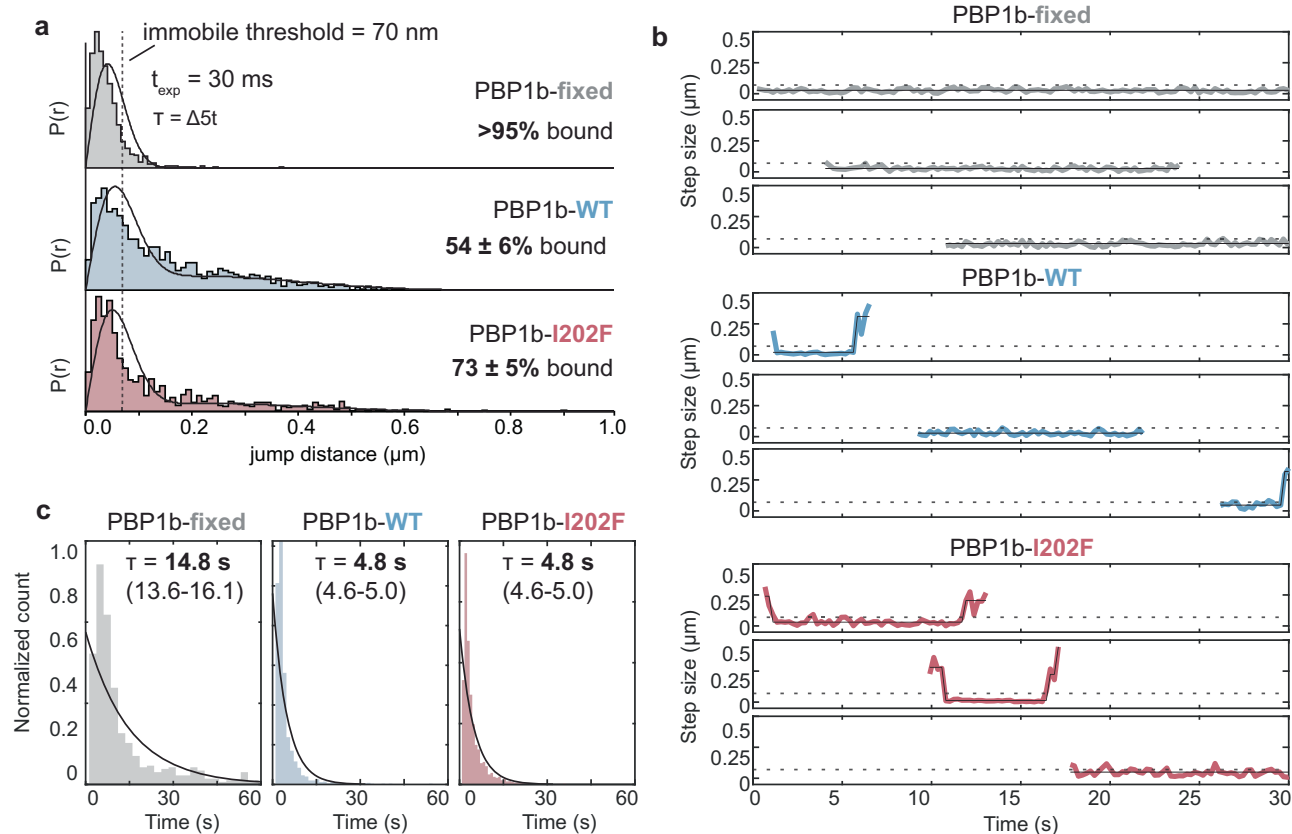 a
immobile threshold = 70 nm
t_exp = 30 ms
τ = Δ5t
PBP1b-fixed
>95% bound
P(r)
PBP1b-WT
54 ± 6% bound
P(r)
PBP1b-I202F
73 ± 5% bound
P(r)
0.0 0.2 0.4 0.6 0.8 1.0
jump distance (µm)
b
PBP1b-fixed
0.5
0.25
0
0.5
0.25
0
0.5
0.25
0
Step size (µm)
PBP1b-WT
0.5
0.25
0
0.5
0.25
0
0.5
0.25
0
Step size (µm)
PBP1b-I202F
0.5
0.25
0
0.5
0.25
0
0.5
0.25
0
Step size (µm)
0 5 10 15 20 25 30
Time (s)
c
PBP1b-fixed
τ = 14.8 s
(13.6-16.1)
PBP1b-WT
τ = 4.8 s
(4.6-5.0)
PBP1b-I202F
τ = 4.8 s
(4.6-5.0)
1.0
0.8
0.6
0.4
0.2
0
Normalized count
0 30 60
Time (s)
0 30 60
Time (s)
0 30 60
Time (s)